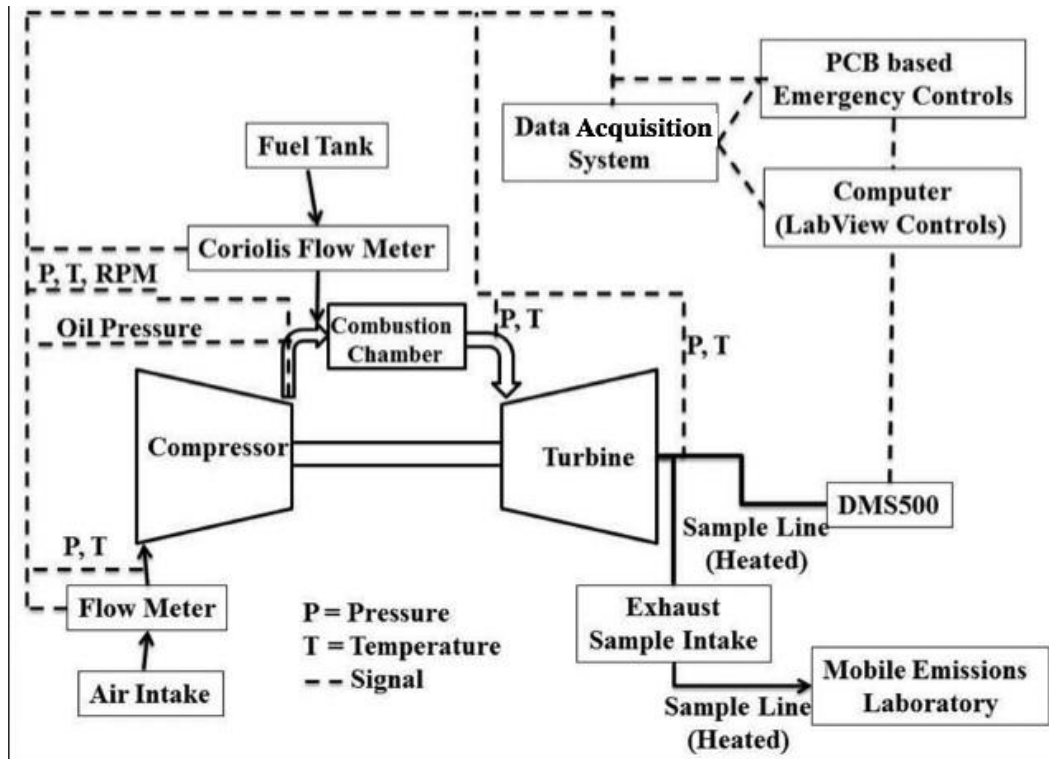 PCB based
Emergency Controls
Data Acquisition
System
Fuel Tank
Computer
(LabView Controls)
Coriolis Flow Meter
P, T, RPM
Oil Pressure
Combustion
Chamber
P, T
P, T
Compressor
Turbine
DMS500
Sample Line
(Heated)
P, T
Flow Meter
Air Intake
P = Pressure
T = Temperature
Signal
Exhaust
Sample Intake
Mobile Emissions
Laboratory
Sample Line
(Heated)